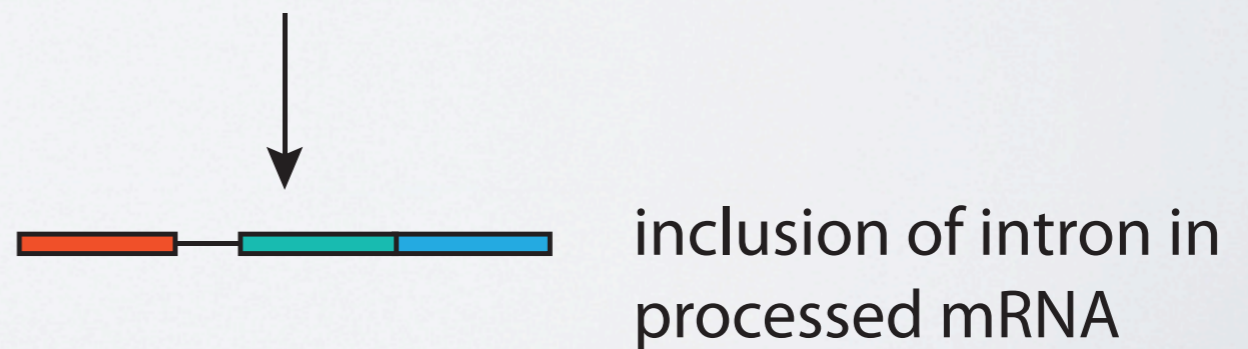 inclusion of intron in
processed mRNA